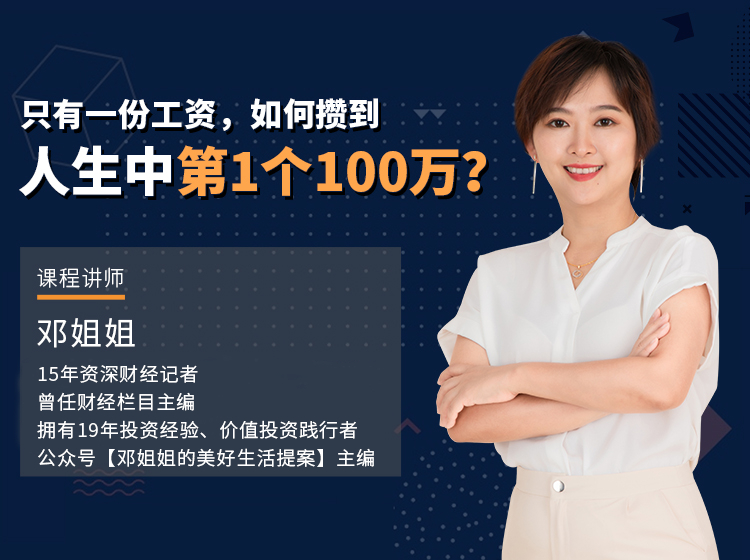 只有一份工资，如何攒到
人生中第1个100万?
课程讲师
邓姐姐
15年资深财经记者
曾任财经栏目主编
拥有19年投资经验、价值投资践行者
公众号【邓姐姐的美好生活提案】主编